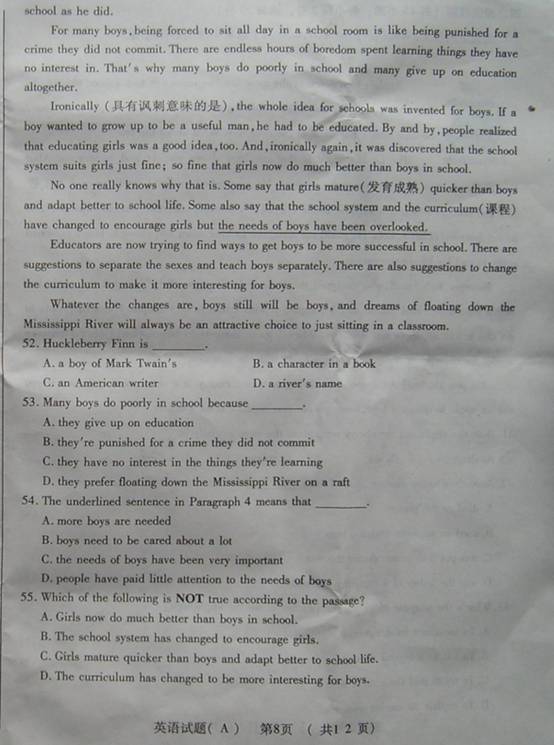 school as he did.
For many boys, being forced to sit all day in a school room is like being punished for a
crime they did not commit. There are endless hours of boredom spent learning things they have
no interest in. That's why many boys do poorly in school and many give up on education
altogether.
Ironically (具有讽刺意味的是), the whole idea for schools was invented for boys. If a
boy wanted to grow up to be a useful man, he had to be educated. By and by, people realized
that educating girls was a good idea, too. And, ironically again, it was discovered that the school
system suits girls just fine; so fine that girls now do much better than boys in school.
No one really knows why that is. Some say that girls mature(发育成熟) quicker than boys
and adapt better to school life. Some also say that the school system and the curriculum(课程)
have changed to encourage girls but the needs of boys have been overlooked.
Educators are now trying to find ways to get boys to be more successful in school. There are
suggestions to separate the sexes and teach boys separately. There are also suggestions to change
the curriculum to make it more interesting for boys.
Whatever the changes are, boys still will be boys, and dreams of floating down the
Mississippi River will always be an attractive choice to just sitting in a classroom.
52. Huckleberry Finn is ________.
A. a boy of Mark Twain's B. a character in a book
C. an American writer D. a river's name
53. Many boys do poorly in school because ________.
A. they give up on education
B. they're punished for a crime they did not commit
C. they have no interest in the things they're learning
D. they prefer floating down the Mississippi River on a raft
54. The underlined sentence in Paragraph 4 means that ________.
A. more boys are needed
B. boys need to be cared about a lot
C. the needs of boys have been very important
D. people have paid little attention to the needs of boys
55. Which of the following is NOT true according to the passage?
A. Girls now do much better than boys in school.
B. The school system has changed to encourage girls.
C. Girls mature quicker than boys and adapt better to school life.
D. The curriculum has changed to be more interesting for boys.
英语试题( A ) 第8页 ( 共1 2 页)